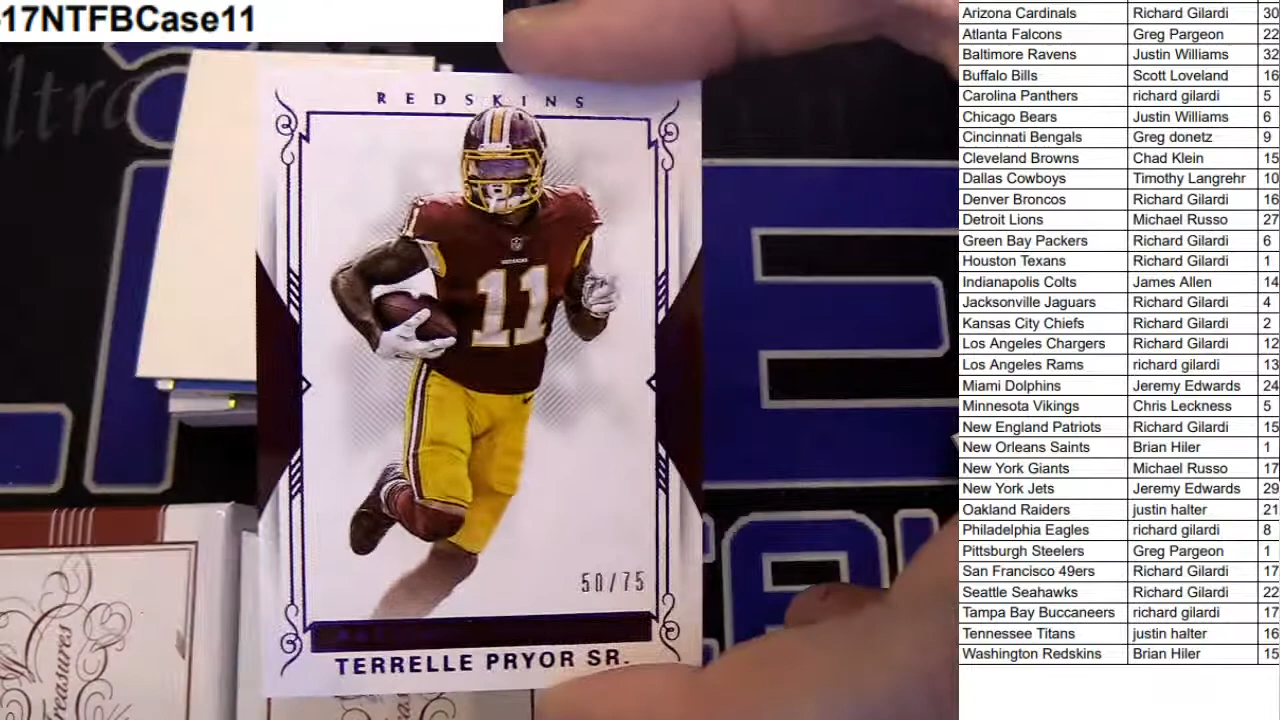 17NTFBCase11
REDSKINS
11
11
50/75
TERRELLE PRYOR SR.
Treasures
Arizona Cardinals Richard Gilardi 30
Atlanta Falcons Greg Pargeon 22
Baltimore Ravens Justin Williams 32
Buffalo Bills Scott Loveland 16
Carolina Panthers richard gilardi 5
Chicago Bears Justin Williams 6
Cincinnati Bengals Greg donetz 9
Cleveland Browns Chad Klein 15
Dallas Cowboys Timothy Langrehr 10
Denver Broncos Richard Gilardi 16
Detroit Lions Michael Russo 27
Green Bay Packers Richard Gilardi 6
Houston Texans Richard Gilardi 1
Indianapolis Colts James Allen 14
Jacksonville Jaguars Richard Gilardi 4
Kansas City Chiefs Richard Gilardi 2
Los Angeles Chargers Richard Gilardi 12
Los Angeles Rams richard gilardi 13
Miami Dolphins Jeremy Edwards 24
Minnesota Vikings Chris Leckness 5
New England Patriots Richard Gilardi 15
New Orleans Saints Brian Hiler 1
New York Giants Michael Russo 17
New York Jets Jeremy Edwards 29
Oakland Raiders justin halter 21
Philadelphia Eagles richard gilardi 8
Pittsburgh Steelers Greg Pargeon 1
San Francisco 49ers Richard Gilardi 17
Seattle Seahawks Richard Gilardi 22
Tampa Bay Buccaneers richard gilardi 17
Tennessee Titans justin halter 16
Washington Redskins Brian Hiler 15